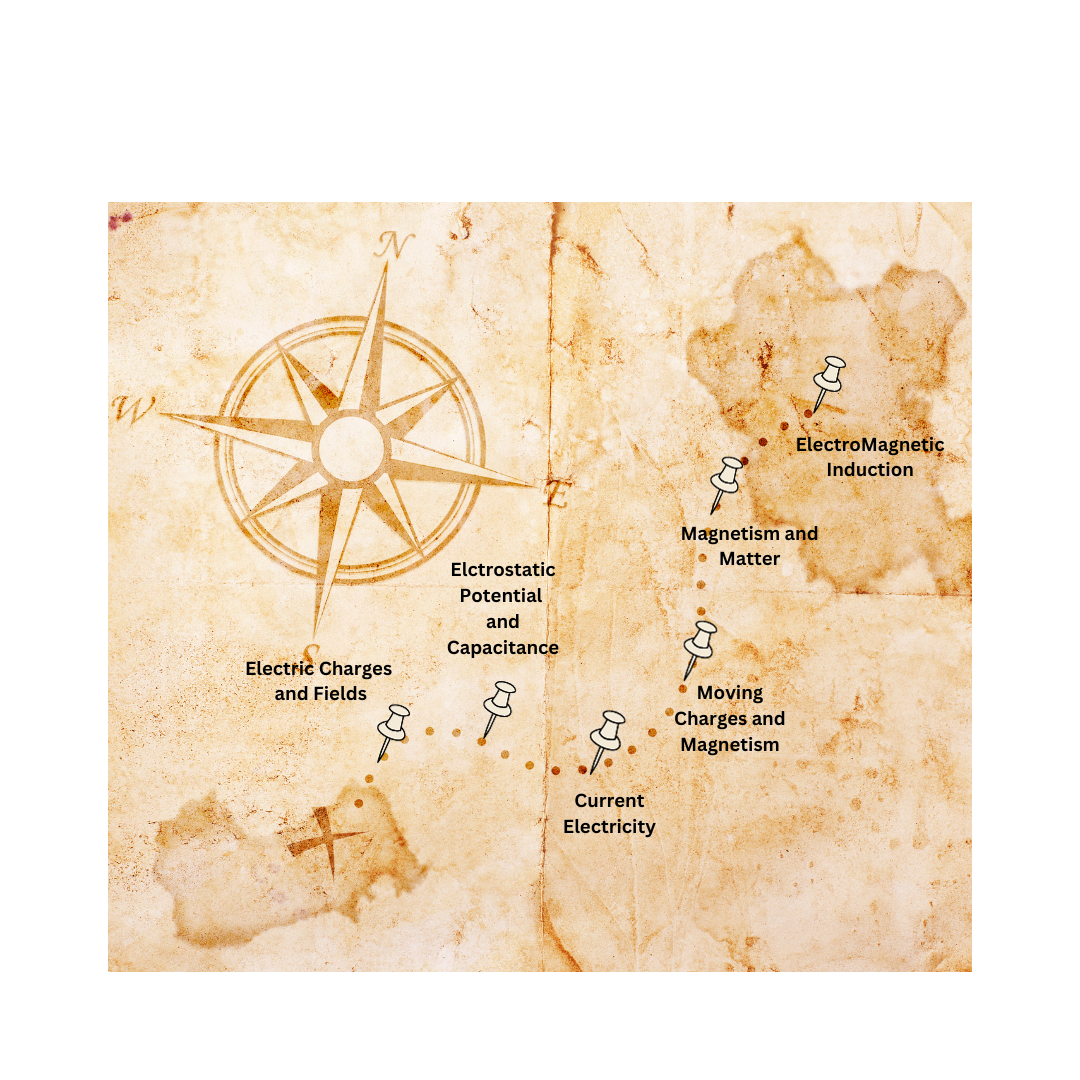 N
W
E
S
Elctrostatic
Potential
and
Capacitance
Electric Charges
and Fields
Current
Electricity
Moving
Charges and
Magnetism
Magnetism and
Matter
ElectroMagnetic
Induction